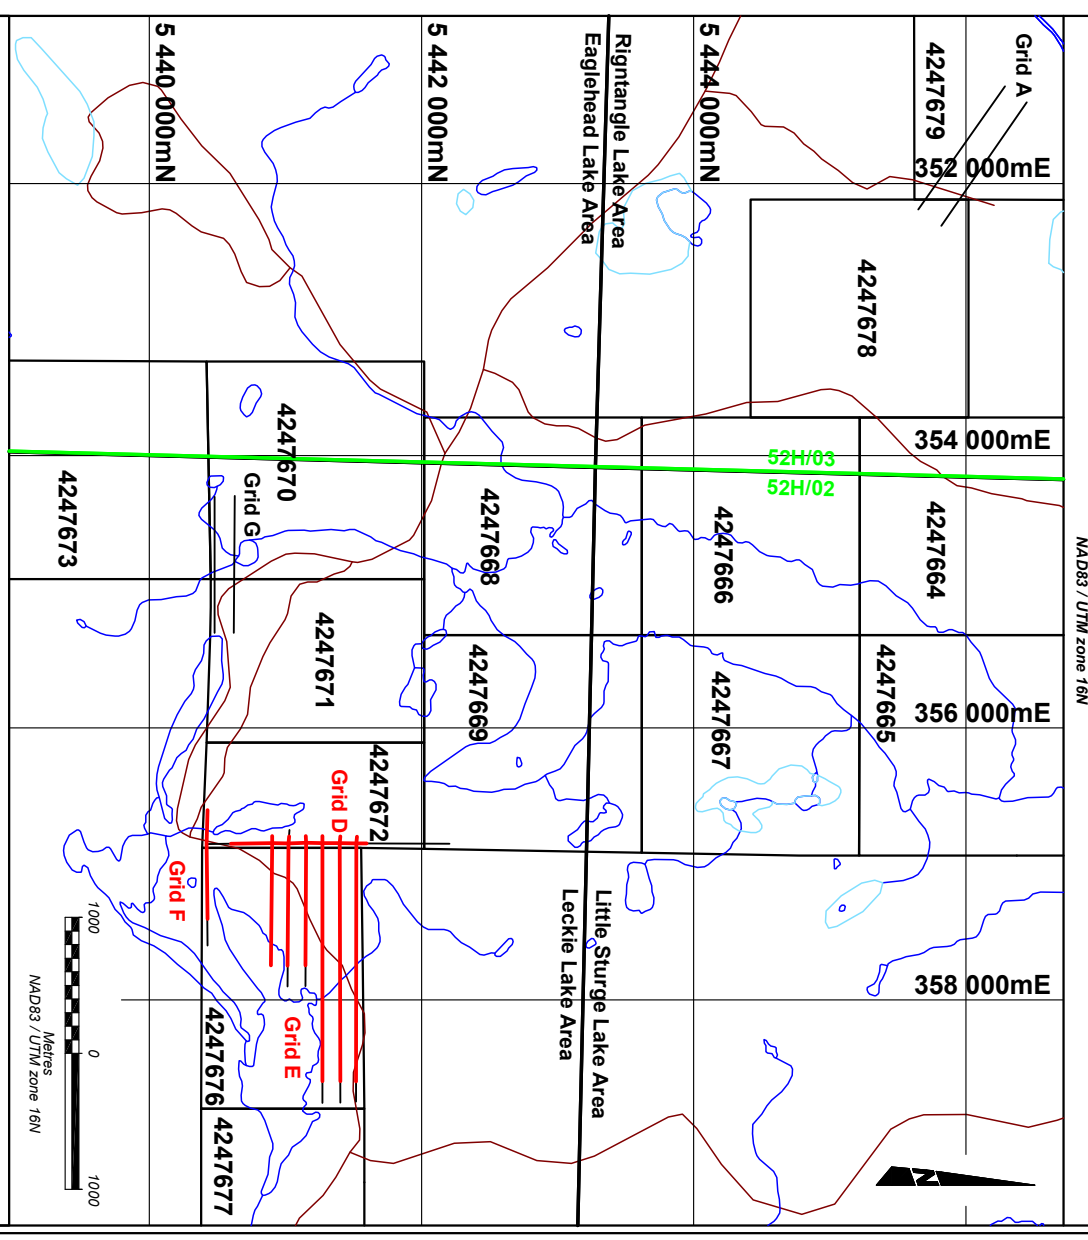 Grid A
4247679
352 000mE
5 444 000mN
5 442 000mN
5 440 000mN
Rigntangle Lake Area
Eaglehead Lake Area
4247678
354 000mE
52H/03
52H/02
4247670
Grid G
4247673
4247668
4247666
4247664
NAD83 / UTM zone 16N
4247671
4247669
4247667
4247665
356 000mE
4247672
Grid D
Grid F
Little Sturge Lake Area
Leckie Lake Area
358 000mE
Grid E
4247676
4247677
N
1000 0 1000
Metres
NAD83 / UTM zone 16N